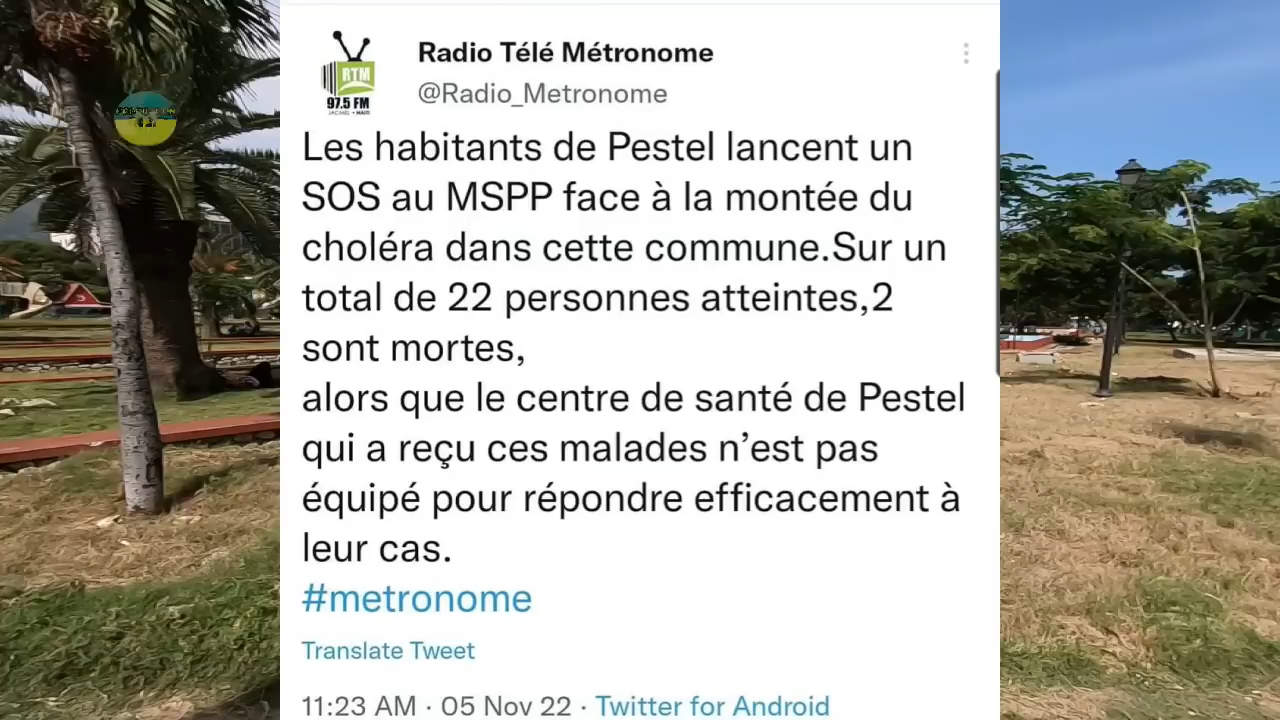 Radio Télé Métronome
@Radio_Metronome
RTM
97.5 FM
JACMEL • HAITI
Les habitants de Pestel lancent un
SOS au MSPP face à la montée du
choléra dans cette commune.Sur un
total de 22 personnes atteintes,2
sont mortes,
alors que le centre de santé de Pestel
qui a reçu ces malades n’est pas
équipé pour répondre efficacement à
leur cas.
#metronome
Translate Tweet
11:23 AM · 05 Nov 22 · Twitter for Android